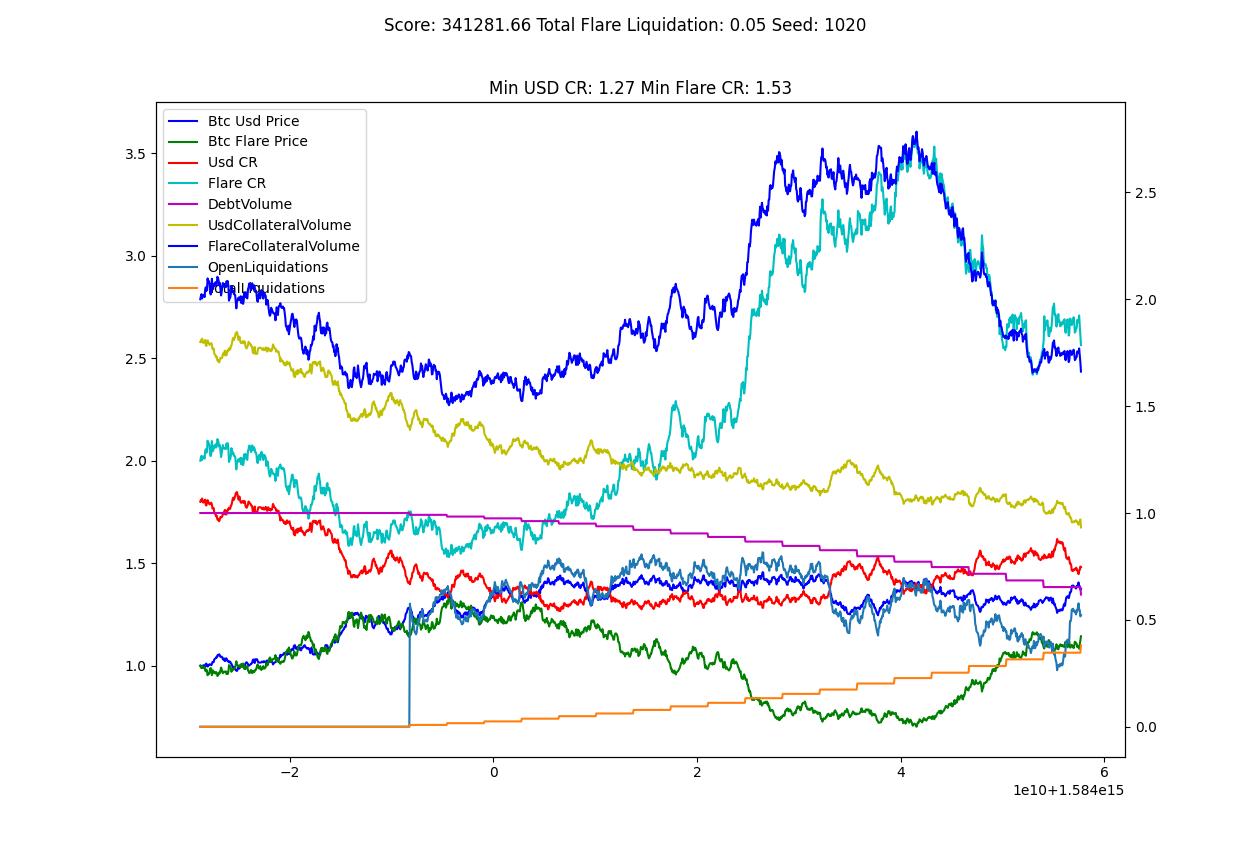 Score: 341281.66 Total Flare Liquidation: 0.05 Seed: 1020
Min USD CR: 1.27 Min Flare CR: 1.53
Btc Usd Price
Btc Flare Price
Usd CR
Flare CR
DebtVolume
UsdCollateralVolume
FlareCollateralVolume
OpenLiquidations
TotalLiquidations
3.5
3.0
2.5
2.0
1.5
1.0
2.5
2.0
1.5
1.0
0.5
0.0
−2
0
2
4
6
1e10+1.584e15